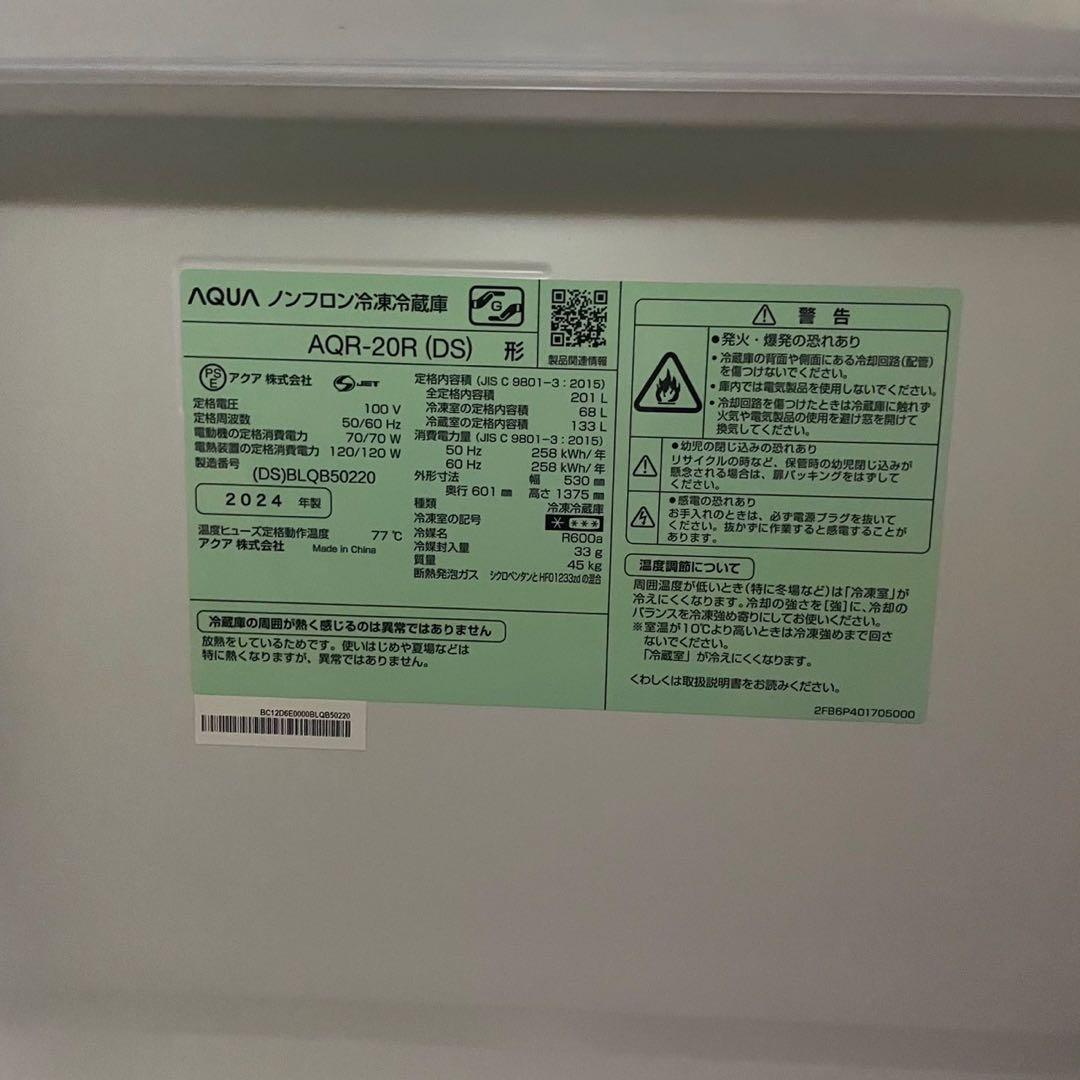 AQUA ノンフロン冷凍冷蔵庫
G
AQR-20R (DS) 形
製品関連情報
PSE アクア 株式会社 SJET
定格電圧 100 V
定格周波数 50/60 Hz
電動機の定格消費電力 70/70 W
電熱装置の定格消費電力 120/120 W
製造番号
(DS)BLQB50220
2024 年製
温度ヒューズ定格動作温度 77℃
アクア 株式会社 Made in China
定格内容積 (JIS C 9801-3 : 2015)
全定格内容積 201 L
冷凍室の定格内容積 68 L
冷蔵室の定格内容積 133 L
消費電力量 (JIS C 9801-3 : 2015)
50 Hz 258 kWh/年
60 Hz 258 kWh/年
外形寸法 幅 530 ㎜
奥行 601 ㎜ 高さ 1375 ㎜
種類 冷凍冷蔵庫
冷凍室の記号 * ***
冷媒名 R600a
冷媒封入量 33 g
質量 45 kg
断熱発泡ガス シクロペンタンとHFO1233zdの混合
冷蔵庫の周囲が熱く感じるのは異常ではありません
放熱をしているためです。使いはじめや夏場などは
特に熱くなりますが、異常ではありません。
警告
●発火・爆発の恐れあり
・冷蔵庫の背面や側面にある冷却回路(配管)
を傷つけないでください。
・庫内では電気製品を使用しないでください。
・冷却回路を傷つけたときは冷蔵庫に触れず
火気や電気製品の使用を避け窓を開けて
換気してください。
●幼児の閉じ込みの恐れあり
リサイクルの時など、保管時の幼児閉じ込みが
懸念される場合は、扉パッキングをはずして
ください。
●感電の恐れあり
お手入れのときは、必ず電源プラグを抜いて
ください。抜かずに作業すると感電することが
あります。
温度調節について
周囲温度が低いとき(特に冬場など)は「冷凍室」が
冷えにくくなります。冷却の強さを[強]に、冷却の
バランスを冷凍強め寄りにしてお使いください。
※室温が10℃より高いときは冷凍強めまで回さ
ないでください。
「冷蔵室」が冷えにくくなります。
くわしくは取扱説明書をお読みください。
2FB6P401705000
BC12D6E0000BLQB50220